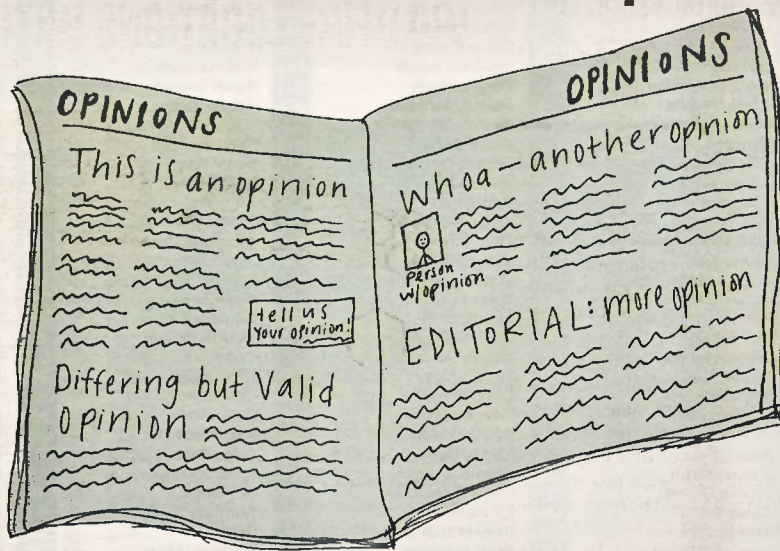 OPINIONS
This is an opinion
tell us
your opinion!
Differing but Valid
Opinion
OPINIONS
Whoa — another opinion
person
w/opinion
EDITORIAL: more opinion